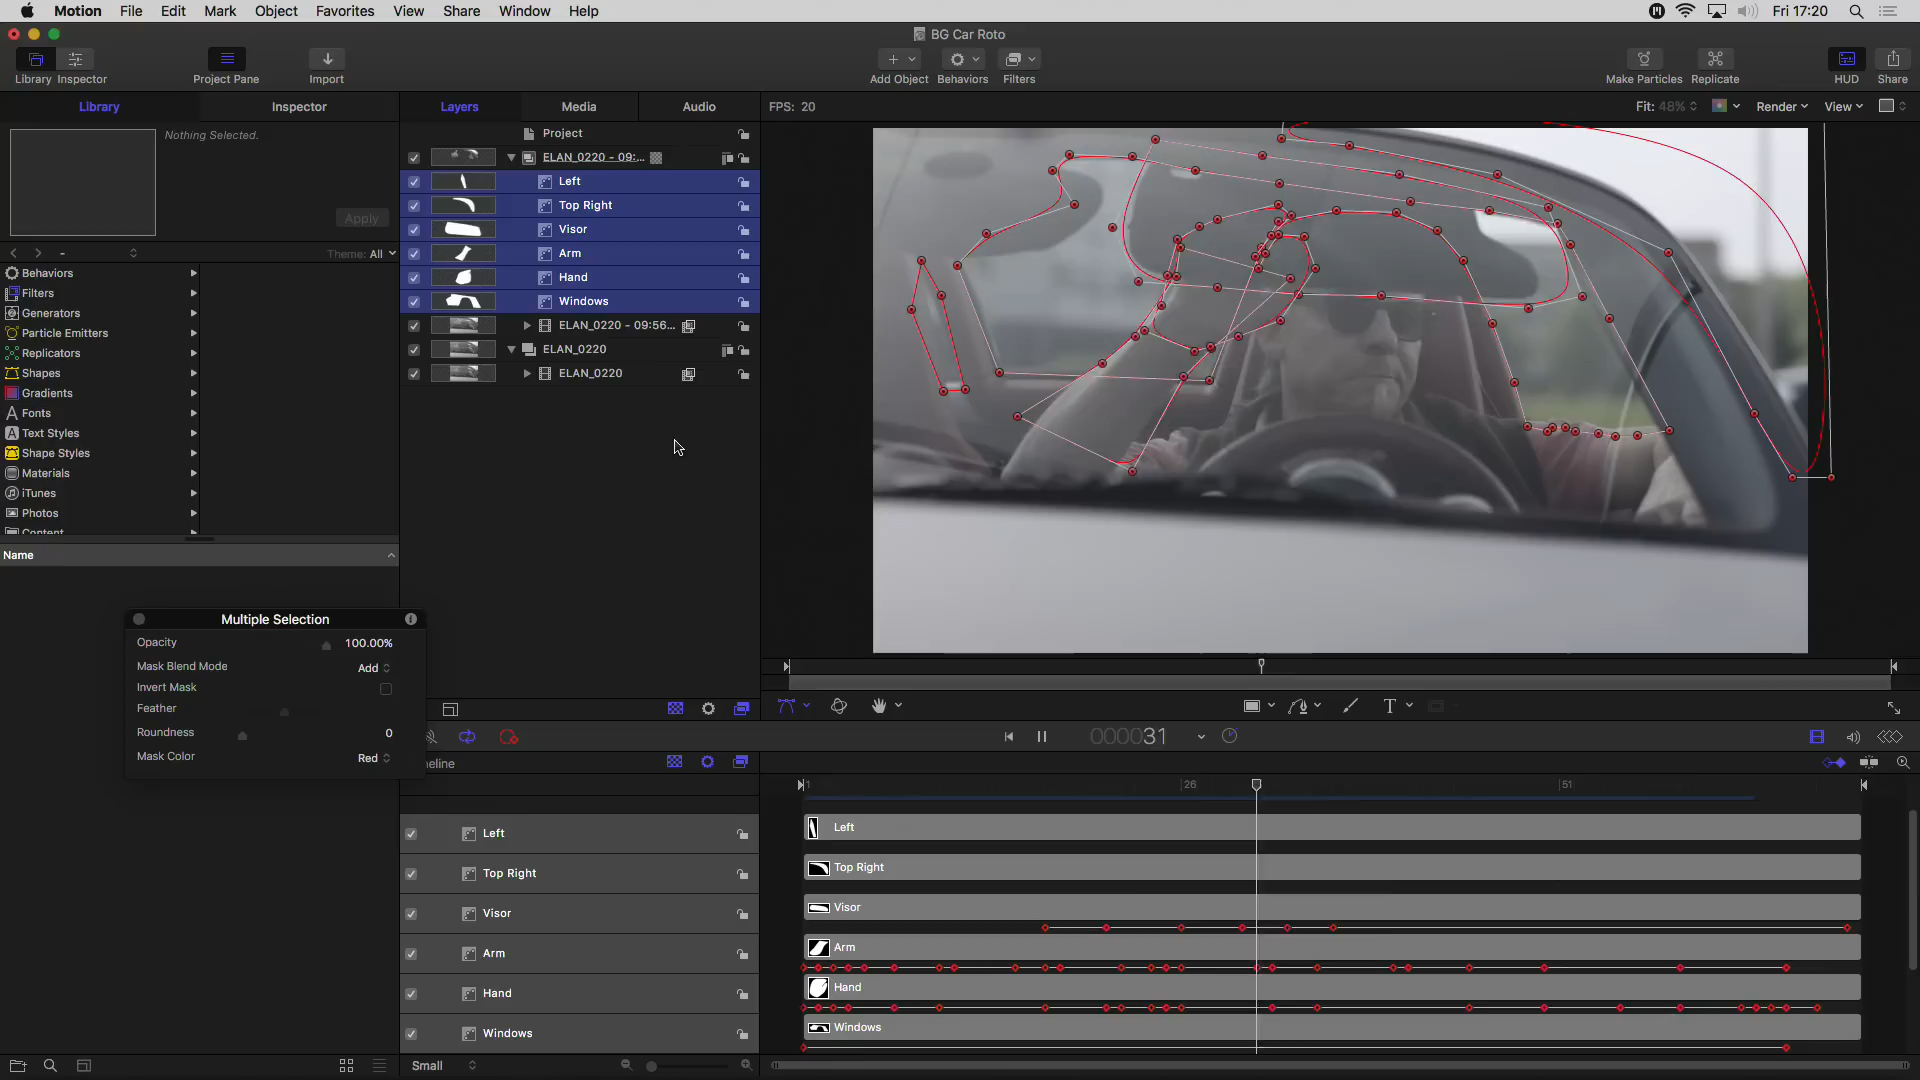 Motion File Edit Mark Object Favorites View Share Window Help Fri 17:20
BG Car Roto
Library Inspector Project Pane Import Add Object Behaviors Filters Make Particles Replicate HUD Share
Library Inspector Layers Media Audio FPS: 20 Fit: 48% Render View
Nothing Selected.
Apply
- Theme: All
Behaviors
Filters
Generators
Particle Emitters
Replicators
Shapes
Gradients
Fonts
Text Styles
Shape Styles
Materials
iTunes
Photos
Content
Name
Project
ELAN_0220 - 09:...
Left
Top Right
Visor
Arm
Hand
Windows
ELAN_0220 - 09:56...
ELAN_0220
ELAN_0220
Multiple Selection
Opacity 100.00%
Mask Blend Mode Add
Invert Mask
Feather
Roundness 0
Mask Color Red
T
000031
1 26 51
Left
Top Right
Visor
Arm
Hand
Windows
Left
Top Right
Visor
Arm
Hand
Windows
Small